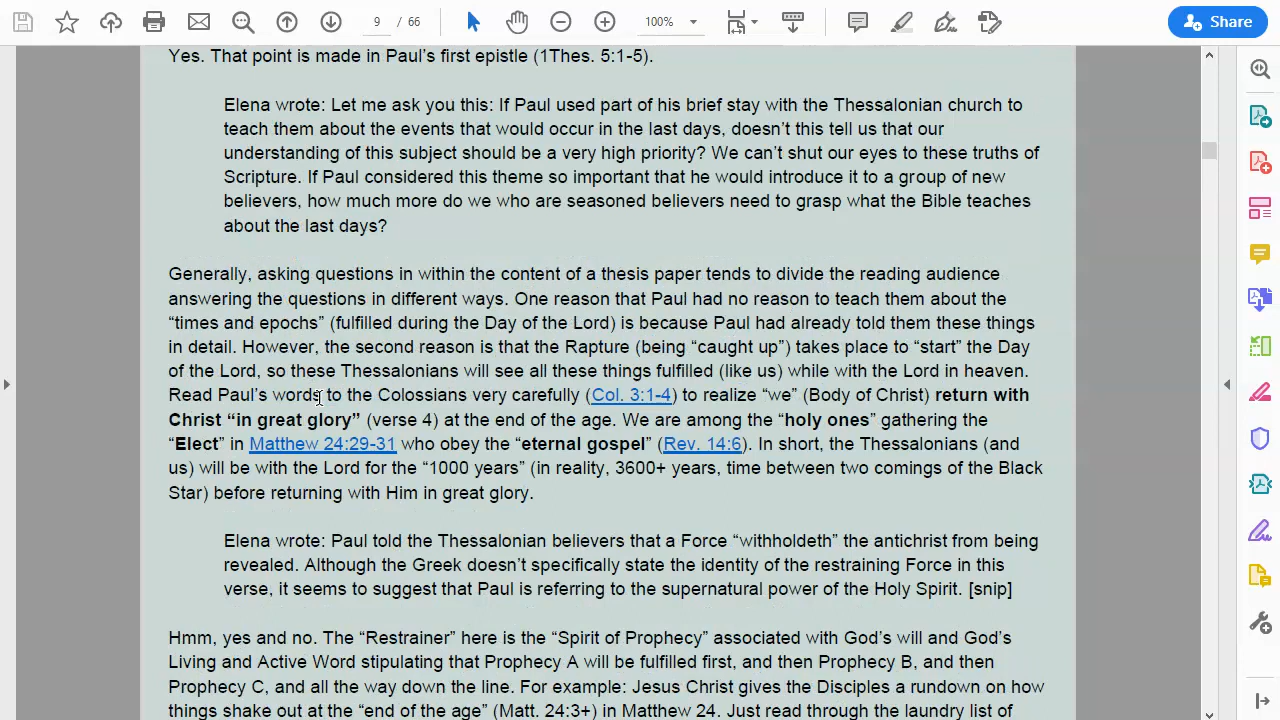 9 / 66
100%
Share
Yes. That point is made in Paul’s first epistle (1Thes. 5:1-5).
Elena wrote: Let me ask you this: If Paul used part of his brief stay with the Thessalonian church to
teach them about the events that would occur in the last days, doesn’t this tell us that our
understanding of this subject should be a very high priority? We can’t shut our eyes to these truths of
Scripture. If Paul considered this theme so important that he would introduce it to a group of new
believers, how much more do we who are seasoned believers need to grasp what the Bible teaches
about the last days?
Generally, asking questions in within the content of a thesis paper tends to divide the reading audience
answering the questions in different ways. One reason that Paul had no reason to teach them about the
“times and epochs” (fulfilled during the Day of the Lord) is because Paul had already told them these things
in detail. However, the second reason is that the Rapture (being “caught up”) takes place to “start” the Day
of the Lord, so these Thessalonians will see all these things fulfilled (like us) while with the Lord in heaven.
Read Paul’s words to the Colossians very carefully (Col. 3:1-4) to realize “we” (Body of Christ) return with
Christ “in great glory” (verse 4) at the end of the age. We are among the “holy ones” gathering the
“Elect” in Matthew 24:29-31 who obey the “eternal gospel” (Rev. 14:6). In short, the Thessalonians (and
us) will be with the Lord for the “1000 years” (in reality, 3600+ years, time between two comings of the Black
Star) before returning with Him in great glory.
Elena wrote: Paul told the Thessalonian believers that a Force “withholdeth” the antichrist from being
revealed. Although the Greek doesn’t specifically state the identity of the restraining Force in this
verse, it seems to suggest that Paul is referring to the supernatural power of the Holy Spirit. [snip]
Hmm, yes and no. The “Restrainer” here is the “Spirit of Prophecy” associated with God’s will and God’s
Living and Active Word stipulating that Prophecy A will be fulfilled first, and then Prophecy B, and then
Prophecy C, and all the way down the line. For example: Jesus Christ gives the Disciples a rundown on how
things shake out at the “end of the age” (Matt. 24:3+) in Matthew 24. Just read through the laundry list of